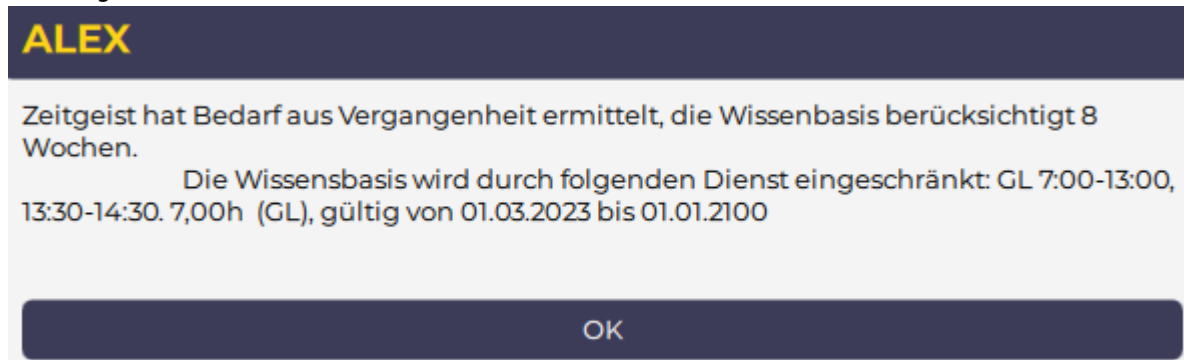 ALEX
Zeitgeist hat Bedarf aus Vergangenheit ermittelt, die Wissenbasis berücksichtigt 8
Wochen.
Die Wissensbasis wird durch folgenden Dienst eingeschränkt: GL 7:00-13:00,
13:30-14:30. 7,00h (GL), gültig von 01.03.2023 bis 01.01.2100
OK